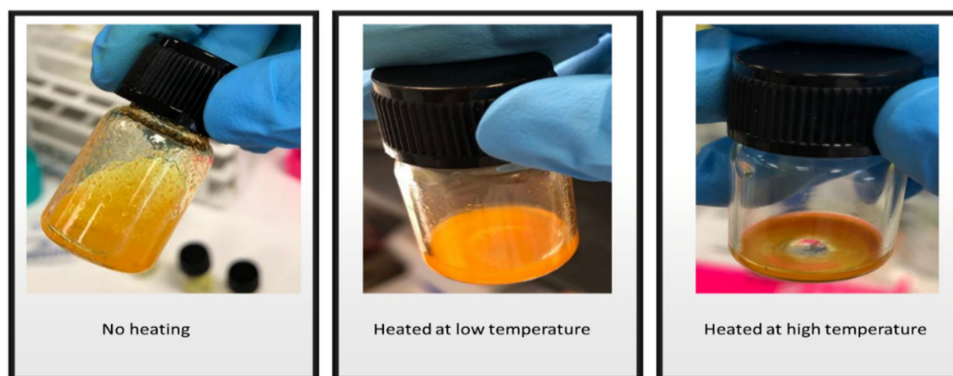 No heating
Heated at low temperature
Heated at high temperature